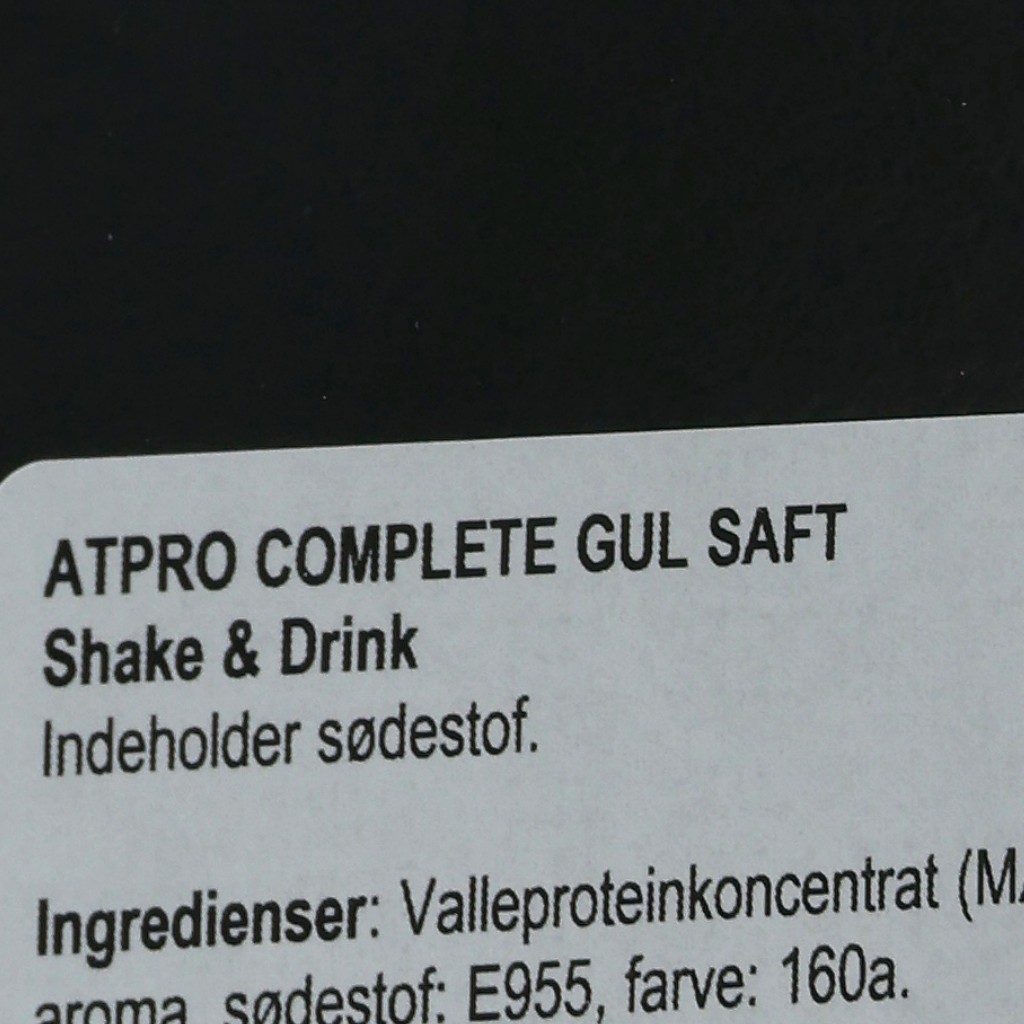 ATPRO COMPLETE GUL SAFT
Shake & Drink
Indeholder sødestof.
Ingredienser: Valleproteinkoncentrat (M
aroma, sødestof: E955, farve: 160a.